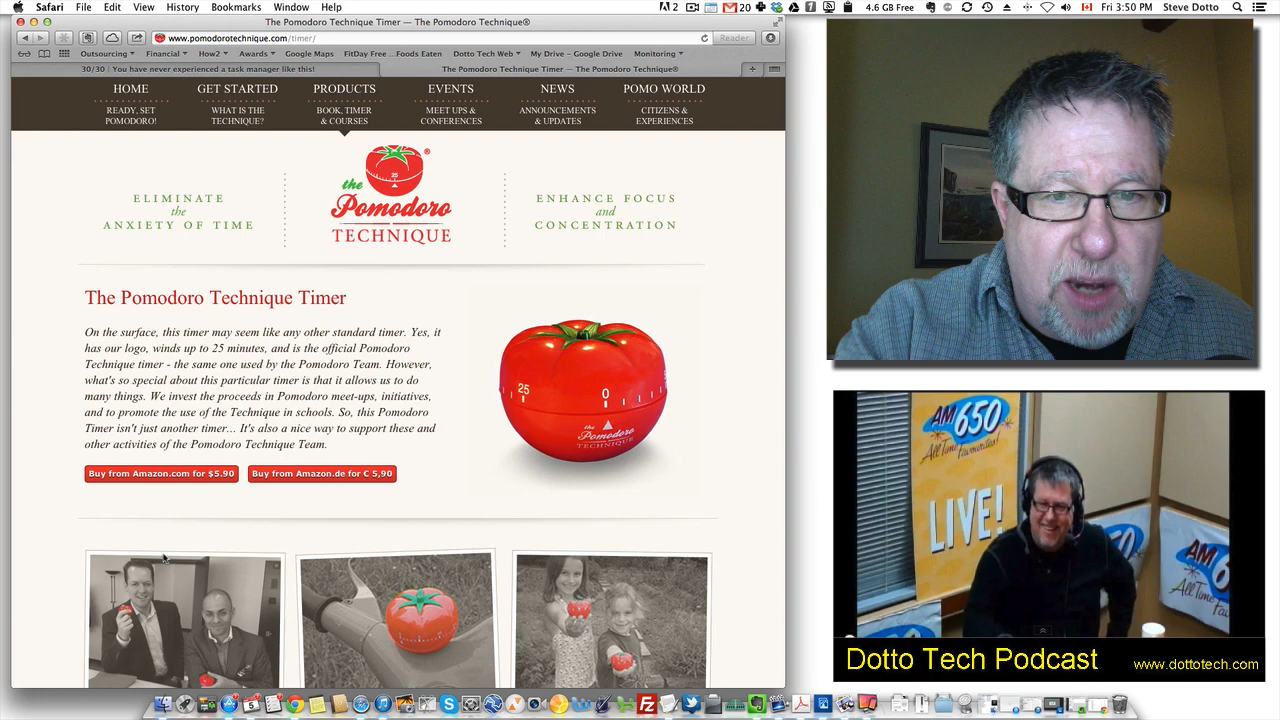 Safari File Edit View History Bookmarks Window Help
2 20 4.6 GB Free Fri 3:50 PM Steve Dotto
The Pomodoro Technique Timer — The Pomodoro Technique®
www.pomodorotechnique.com/timer/
Reader
Outsourcing Financial How2 Awards Google Maps FitDay Free ...Foods Eaten Dotto Tech Web My Drive – Google Drive Monitoring
30/30 | You have never experienced a task manager like this!
The Pomodoro Technique Timer — The Pomodoro Technique®
HOME GET STARTED PRODUCTS EVENTS NEWS POMO WORLD
READY, SET
POMODORO!
WHAT IS THE
TECHNIQUE?
BOOK, TIMER
& COURSES
MEET UPS &
CONFERENCES
ANNOUNCEMENTS
& UPDATES
CITIZENS &
EXPERIENCES
ELIMINATE
the
ANXIETY OF TIME
25
the
Pomodoro
TECHNIQUE
®
ENHANCE FOCUS
and
CONCENTRATION
The Pomodoro Technique Timer
On the surface, this timer may seem like any other standard timer. Yes, it
has our logo, winds up to 25 minutes, and is the official Pomodoro
Technique timer - the same one used by the Pomodoro Team. However,
what's so special about this particular timer is that it allows us to do
many things. We invest the proceeds in Pomodoro meet-ups, initiatives,
and to promote the use of the Technique in schools. So, this Pomodoro
Timer isn't just another timer... It's also a nice way to support these and
other activities of the Pomodoro Technique Team.
25 0
the
Pomodoro
TECHNIQUE
Buy from Amazon.com for $5.90
Buy from Amazon.de for € 5,90
AM 650
All Time Favourites!
LIVE!
Dotto Tech Podcast
www.dottotech.com